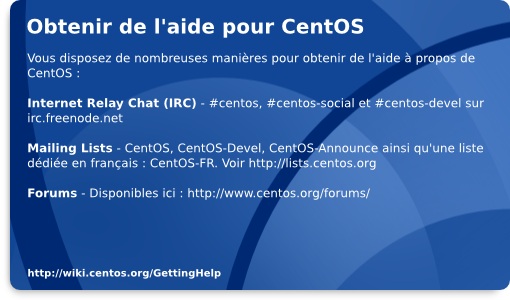 Obtenir de l'aide pour CentOS
Vous disposez de nombreuses manières pour obtenir de l'aide à propos de
CentOS :
Internet Relay Chat (IRC) - #centos, #centos-social et #centos-devel sur
irc.freenode.net
Mailing Lists - CentOS, CentOS-Devel, CentOS-Announce ainsi qu'une liste
dédiée en français : CentOS-FR. Voir http://lists.centos.org
Forums - Disponibles ici : http://www.centos.org/forums/
http://wiki.centos.org/GettingHelp